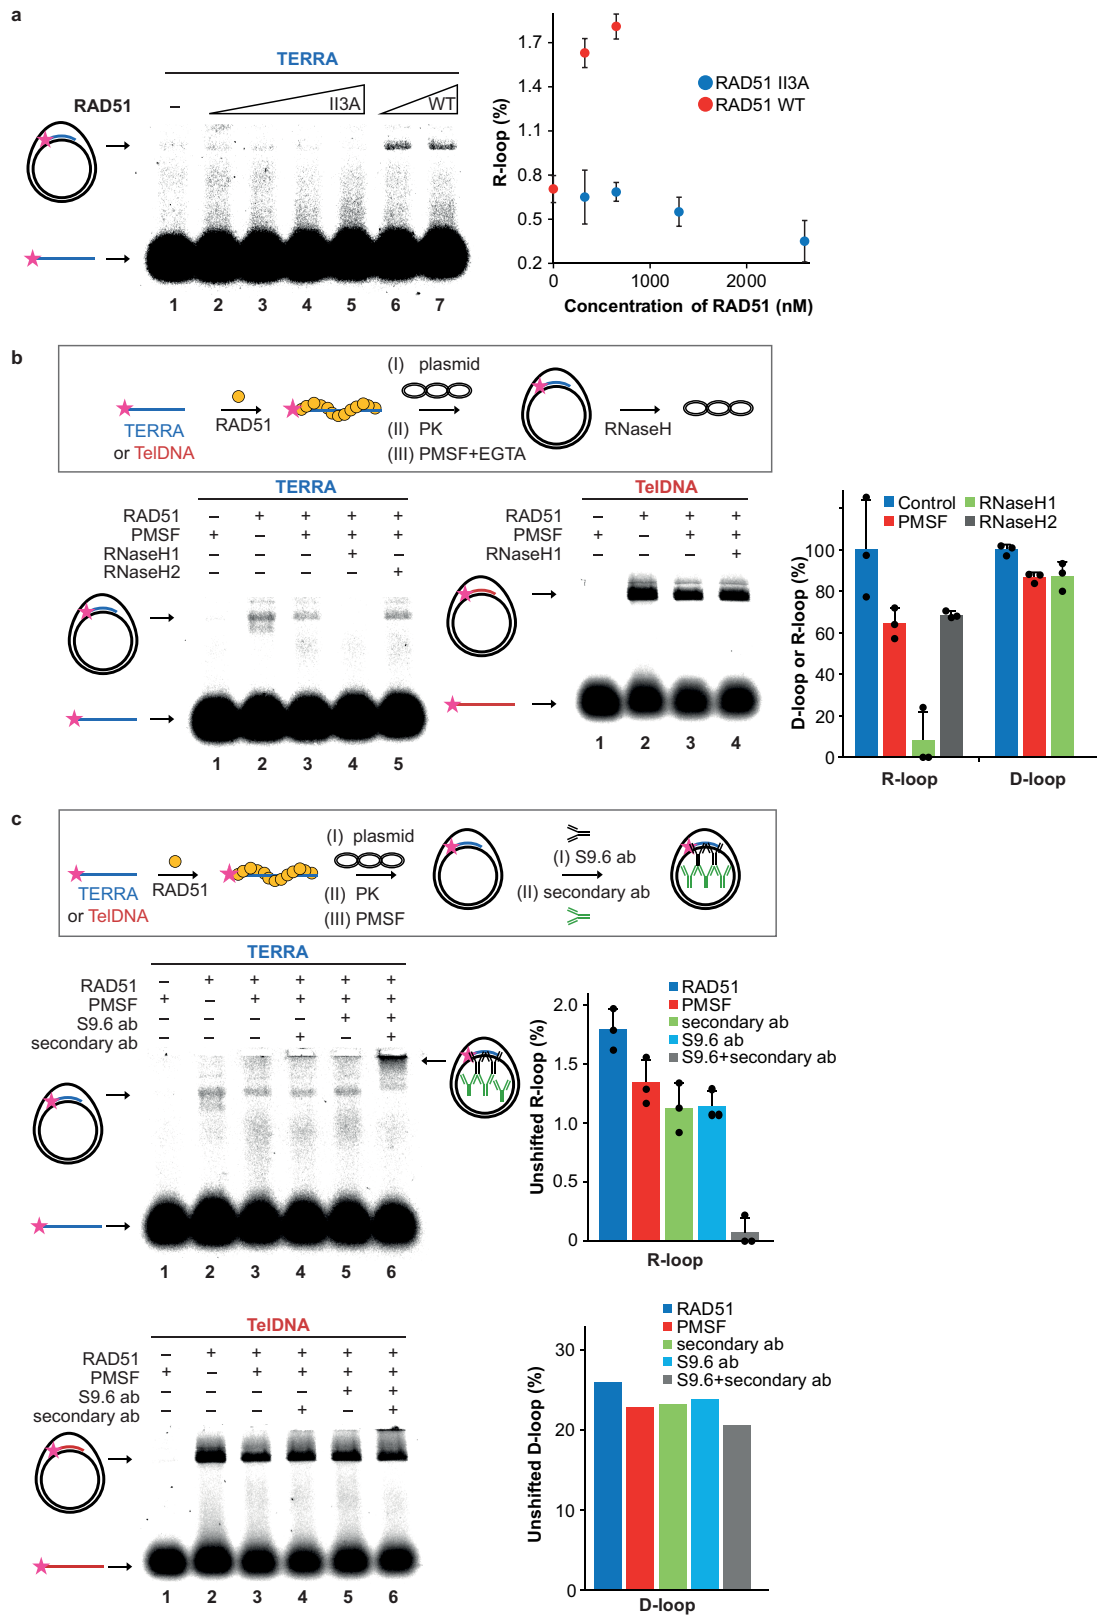 a
TERRA
RAD51 – II3A WT
1 2 3 4 5 6 7
R-loop (%)
1.7
1.4
1.1
0.8
0.5
0.2
0 1000 2000
Concentration of RAD51 (nM)
RAD51 II3A
RAD51 WT
b
TERRA
or TelDNA
RAD51
(I) plasmid
(II) PK
(III) PMSF+EGTA
RNaseH
TERRA
RAD51 – + + + +
PMSF + – + + +
RNaseH1 – – – + –
RNaseH2 – – – – +
1 2 3 4 5
TelDNA
RAD51 – + + +
PMSF + – + +
RNaseH1 – – – +
1 2 3 4
D-loop or R-loop (%)
Control
PMSF
RNaseH1
RNaseH2
100
80
60
40
20
0
R-loop D-loop
c
TERRA
or TelDNA
RAD51
(I) plasmid
(II) PK
(III) PMSF
(I) S9.6 ab
(II) secondary ab
TERRA
RAD51 – + + + + +
PMSF + – + + + +
S9.6 ab – – – – + +
secondary ab – – – + – +
1 2 3 4 5 6
Unshifted R-loop (%)
2.0
1.5
1.0
0.5
0
RAD51
PMSF
secondary ab
S9.6 ab
S9.6+secondary ab
R-loop
TelDNA
RAD51 – + + + + +
PMSF + – + + + +
S9.6 ab – – – – + +
secondary ab – – – + – +
1 2 3 4 5 6
Unshifted D-loop (%)
30
20
10
0
RAD51
PMSF
secondary ab
S9.6 ab
S9.6+secondary ab
D-loop